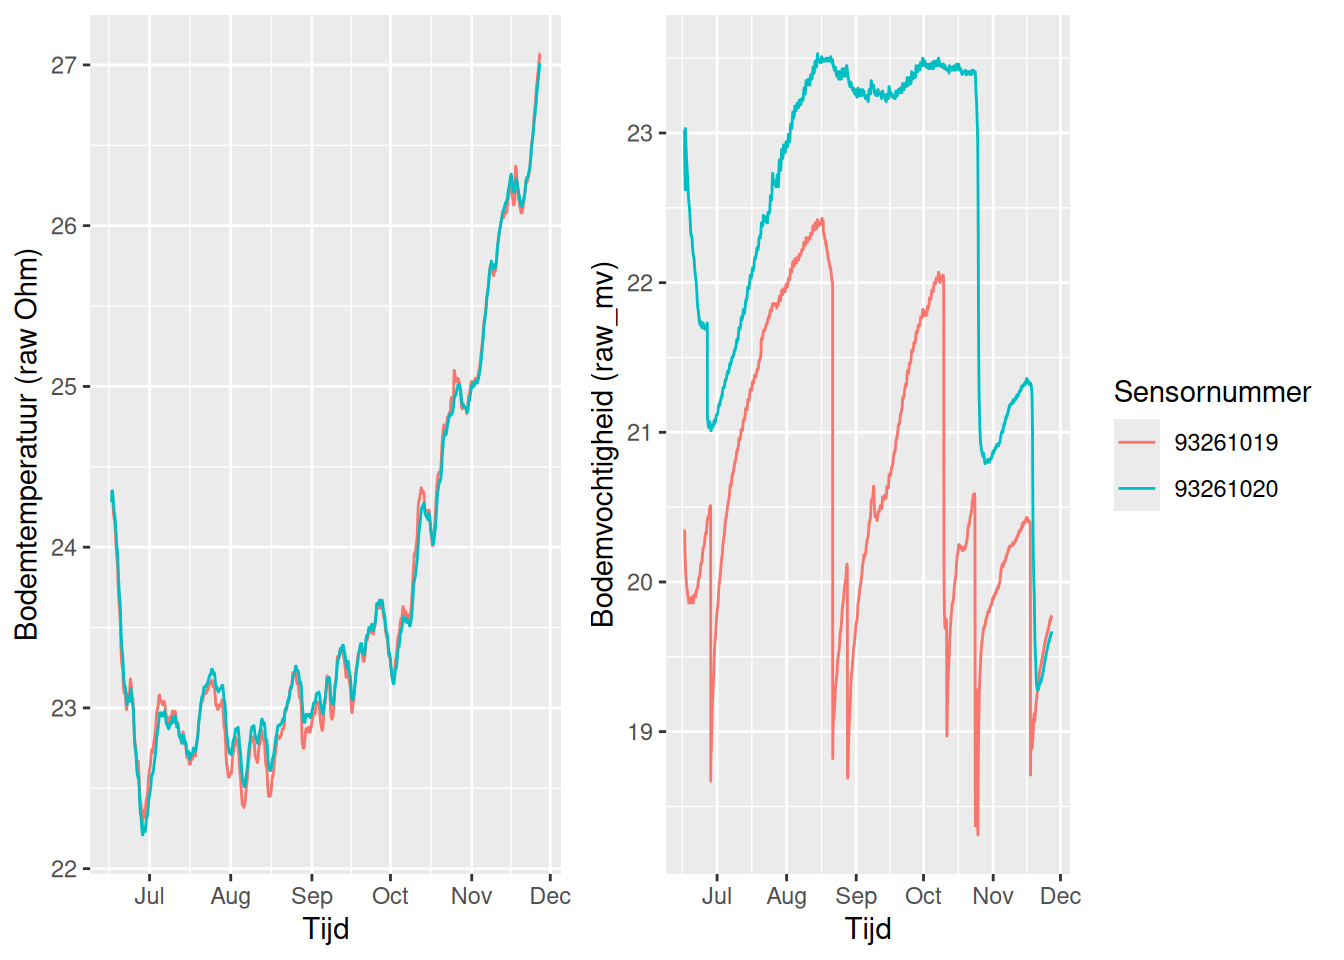 Bodemtemperatuur (raw Ohm)
27
26
25
24
23
22
Jul Aug Sep Oct Nov Dec
Tijd
Bodemvochtigheid (raw_mv)
23
22
21
20
19
Jul Aug Sep Oct Nov Dec
Tijd
Sensornummer
93261019
93261020